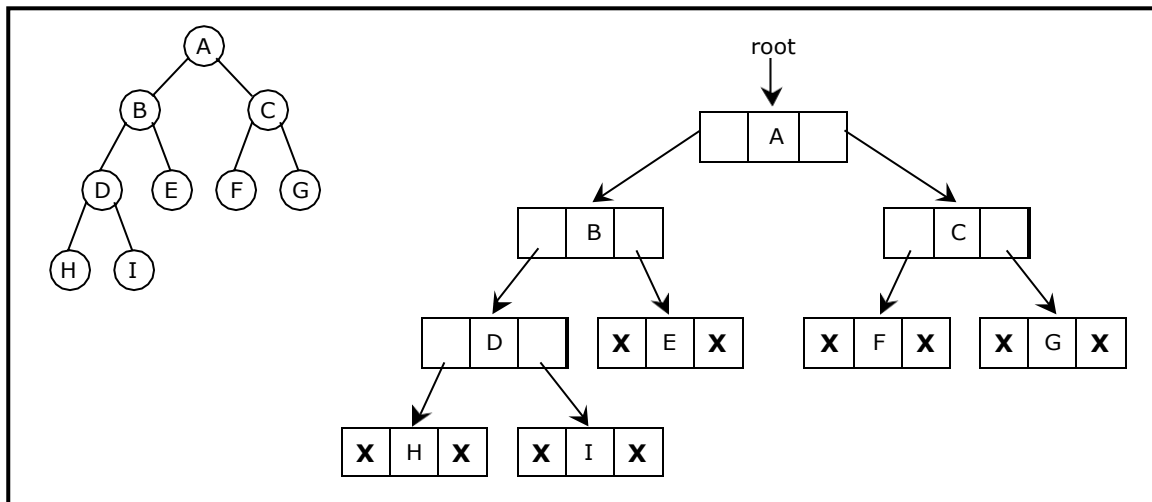 A
B C
D E F G
H I
root
A
B C
D X E X X F X X G X
X H X X I X